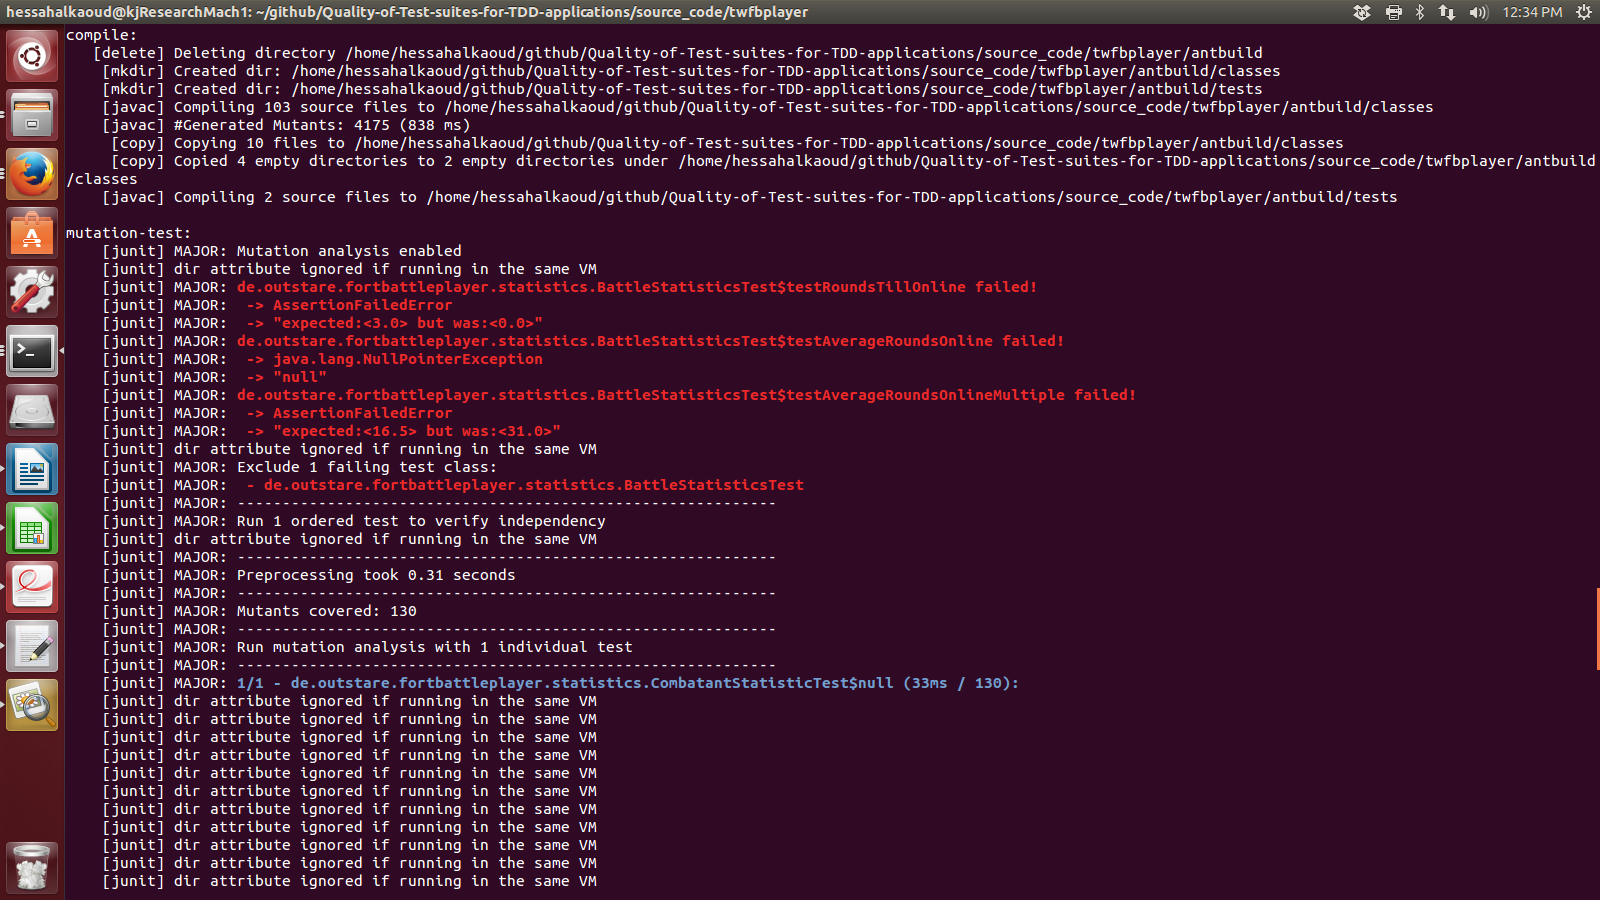 hessahalkaoud@kjResearchMach1: ~/github/Quality-of-Test-suites-for-TDD-applications/source_code/twfbplayer
12:34 PM
compile:
[delete] Deleting directory /home/hessahalkaoud/github/Quality-of-Test-suites-for-TDD-applications/source_code/twfbplayer/antbuild
[mkdir] Created dir: /home/hessahalkaoud/github/Quality-of-Test-suites-for-TDD-applications/source_code/twfbplayer/antbuild/classes
[mkdir] Created dir: /home/hessahalkaoud/github/Quality-of-Test-suites-for-TDD-applications/source_code/twfbplayer/antbuild/tests
[javac] Compiling 103 source files to /home/hessahalkaoud/github/Quality-of-Test-suites-for-TDD-applications/source_code/twfbplayer/antbuild/classes
[javac] #Generated Mutants: 4175 (838 ms)
[copy] Copying 10 files to /home/hessahalkaoud/github/Quality-of-Test-suites-for-TDD-applications/source_code/twfbplayer/antbuild/classes
[copy] Copied 4 empty directories to 2 empty directories under /home/hessahalkaoud/github/Quality-of-Test-suites-for-TDD-applications/source_code/twfbplayer/antbuild
/classes
[javac] Compiling 2 source files to /home/hessahalkaoud/github/Quality-of-Test-suites-for-TDD-applications/source_code/twfbplayer/antbuild/tests
mutation-test:
[junit] MAJOR: Mutation analysis enabled
[junit] dir attribute ignored if running in the same VM
[junit] MAJOR: de.outstare.fortbattleplayer.statistics.BattleStatisticsTest$testRoundsTillOnline failed!
[junit] MAJOR:  -> AssertionFailedError
[junit] MAJOR:  -> "expected:<3.0> but was:<0.0>"
[junit] MAJOR: de.outstare.fortbattleplayer.statistics.BattleStatisticsTest$testAverageRoundsOnline failed!
[junit] MAJOR:  -> java.lang.NullPointerException
[junit] MAJOR:  -> "null"
[junit] MAJOR: de.outstare.fortbattleplayer.statistics.BattleStatisticsTest$testAverageRoundsOnlineMultiple failed!
[junit] MAJOR:  -> AssertionFailedError
[junit] MAJOR:  -> "expected:<16.5> but was:<31.0>"
[junit] dir attribute ignored if running in the same VM
[junit] MAJOR: Exclude 1 failing test class:
[junit] MAJOR:  - de.outstare.fortbattleplayer.statistics.BattleStatisticsTest
[junit] MAJOR: ------------------------------------------------------------
[junit] MAJOR: Run 1 ordered test to verify independency
[junit] dir attribute ignored if running in the same VM
[junit] MAJOR: ------------------------------------------------------------
[junit] MAJOR: Preprocessing took 0.31 seconds
[junit] MAJOR: ------------------------------------------------------------
[junit] MAJOR: Mutants covered: 130
[junit] MAJOR: ------------------------------------------------------------
[junit] MAJOR: Run mutation analysis with 1 individual test
[junit] MAJOR: ------------------------------------------------------------
[junit] MAJOR: 1/1 - de.outstare.fortbattleplayer.statistics.CombatantStatisticTest$null (33ms / 130):
[junit] dir attribute ignored if running in the same VM
[junit] dir attribute ignored if running in the same VM
[junit] dir attribute ignored if running in the same VM
[junit] dir attribute ignored if running in the same VM
[junit] dir attribute ignored if running in the same VM
[junit] dir attribute ignored if running in the same VM
[junit] dir attribute ignored if running in the same VM
[junit] dir attribute ignored if running in the same VM
[junit] dir attribute ignored if running in the same VM
[junit] dir attribute ignored if running in the same VM
[junit] dir attribute ignored if running in the same VM